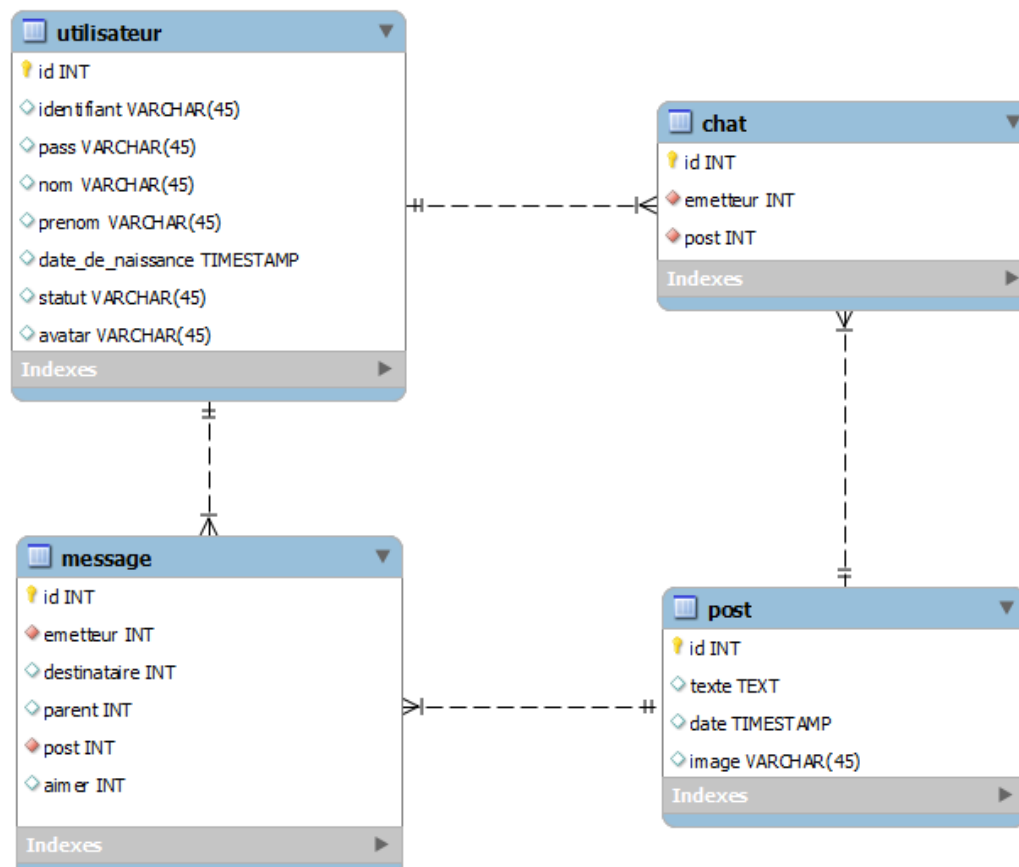 utilisateur
id INT
identifiant VARCHAR(45)
pass VARCHAR(45)
nom VARCHAR(45)
prenom VARCHAR(45)
date_de_naissance TIMESTAMP
statut VARCHAR(45)
avatar VARCHAR(45)
Indexes
chat
id INT
emetteur INT
post INT
Indexes
message
id INT
emetteur INT
destinataire INT
parent INT
post INT
aimer INT
Indexes
post
id INT
texte TEXT
date TIMESTAMP
image VARCHAR(45)
Indexes